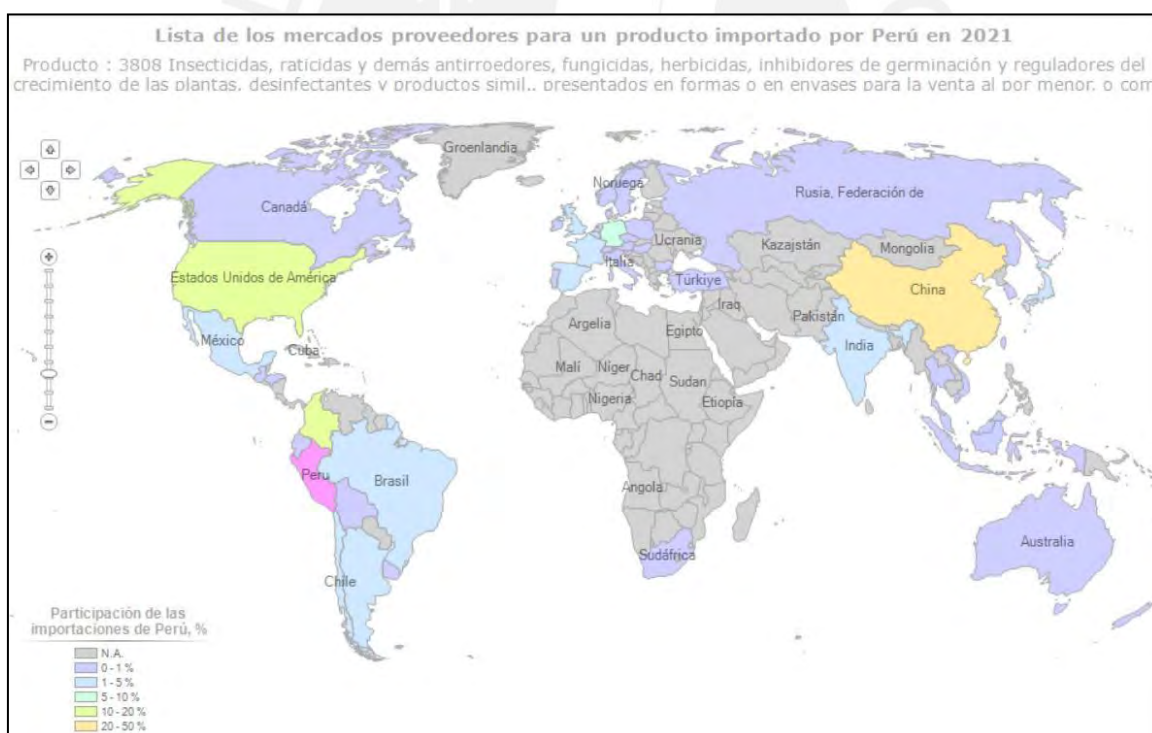 Lista de los mercados proveedores para un producto importado por Perú en 2021
Producto : 3808 Insecticidas, raticidas y demás antirroedores, fungicidas, herbicidas, inhibidores de germinación y reguladores del
crecimiento de las plantas, desinfectantes y productos simil., presentados en formas o en envases para la venta al por menor, o com
Groenlandia
Canadá
Noruega
Rusia, Federación de
Ucrania
Kazajstán
Mongolia
Italia
Estados Unidos de América
Türkiye
China
Iraq
Pakistán
Argelia
Egipto
México
India
Cuba
Malí
Níger
Chad
Sudan
Nigeria
Etiopía
Peru
Brasil
Angola
Sudáfrica
Australia
Chile
Participación de las
importaciones de Perú, %
N.A.
0 - 1 %
1 - 5 %
5 - 10 %
10 - 20 %
20 - 50 %